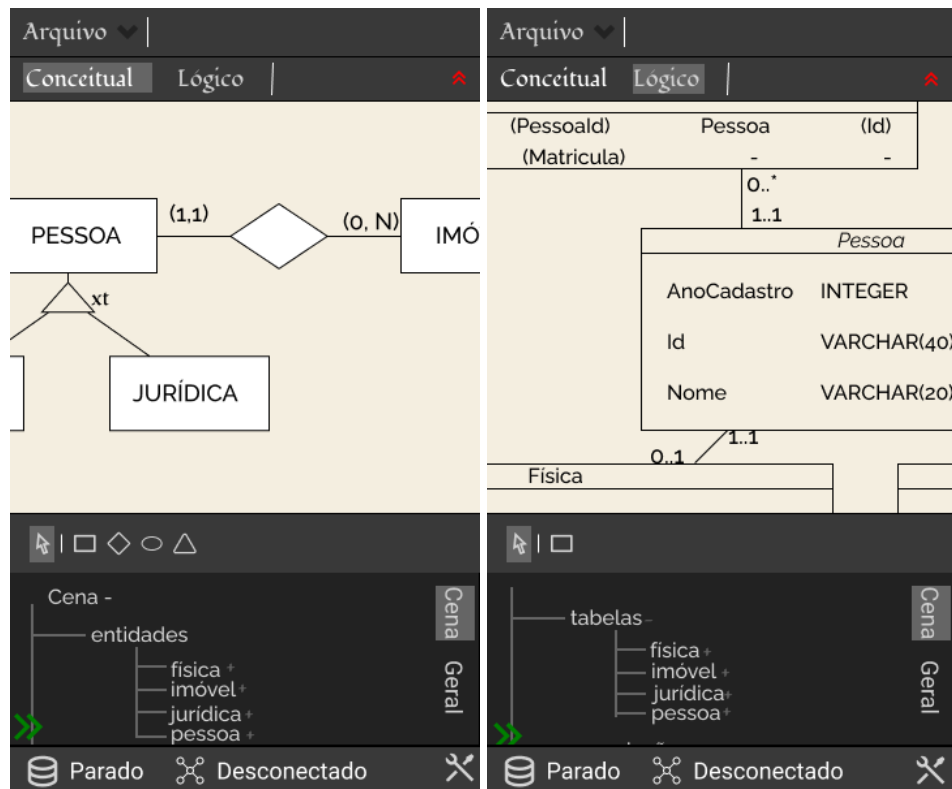 Arquivo
Conceitual Lógico
PESSOA (1,1) (0, N) IMÓ
xt
JURÍDICA
Cena -
entidades
física +
imóvel +
jurídica +
pessoa +
Cena
Geral
Parado Desconectado
Arquivo
Conceitual Lógico
(PessoaId) Pessoa (Id)
(Matricula) - -
0..*
1..1
Pessoa
AnoCadastro INTEGER
Id VARCHAR(40)
Nome VARCHAR(20)
1..1
0..1
Física
tabelas -
física +
imóvel +
jurídica +
pessoa +
Cena
Geral
Parado Desconectado